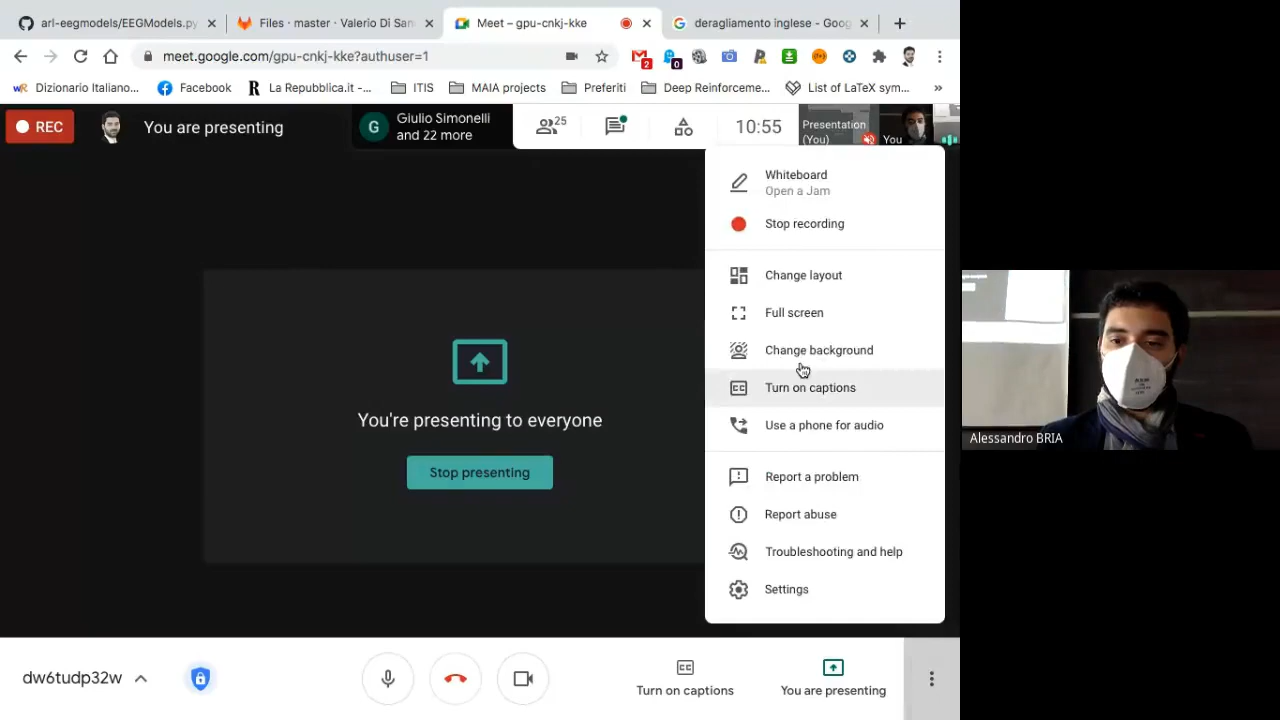 arl-eegmodels/EEGModels.py
Files · master · Valerio Di San
Meet – gpu-cnkj-kke
deragliamento inglese - Goog
meet.google.com/gpu-cnkj-kke?authuser=1
2
0
Dizionario Italiano...
Facebook
La Repubblica.it -...
ITIS
MAIA projects
Preferiti
Deep Reinforceme...
List of LaTeX sym...
»
REC
You are presenting
G
Giulio Simonelli
and 22 more
25
10:55
Presentation
(You)
You
Whiteboard
Open a Jam
Stop recording
Change layout
Full screen
Change background
Turn on captions
Use a phone for audio
Report a problem
Report abuse
Troubleshooting and help
Settings
You're presenting to everyone
Stop presenting
Alessandro BRIA
dw6tudp32w
Turn on captions
You are presenting